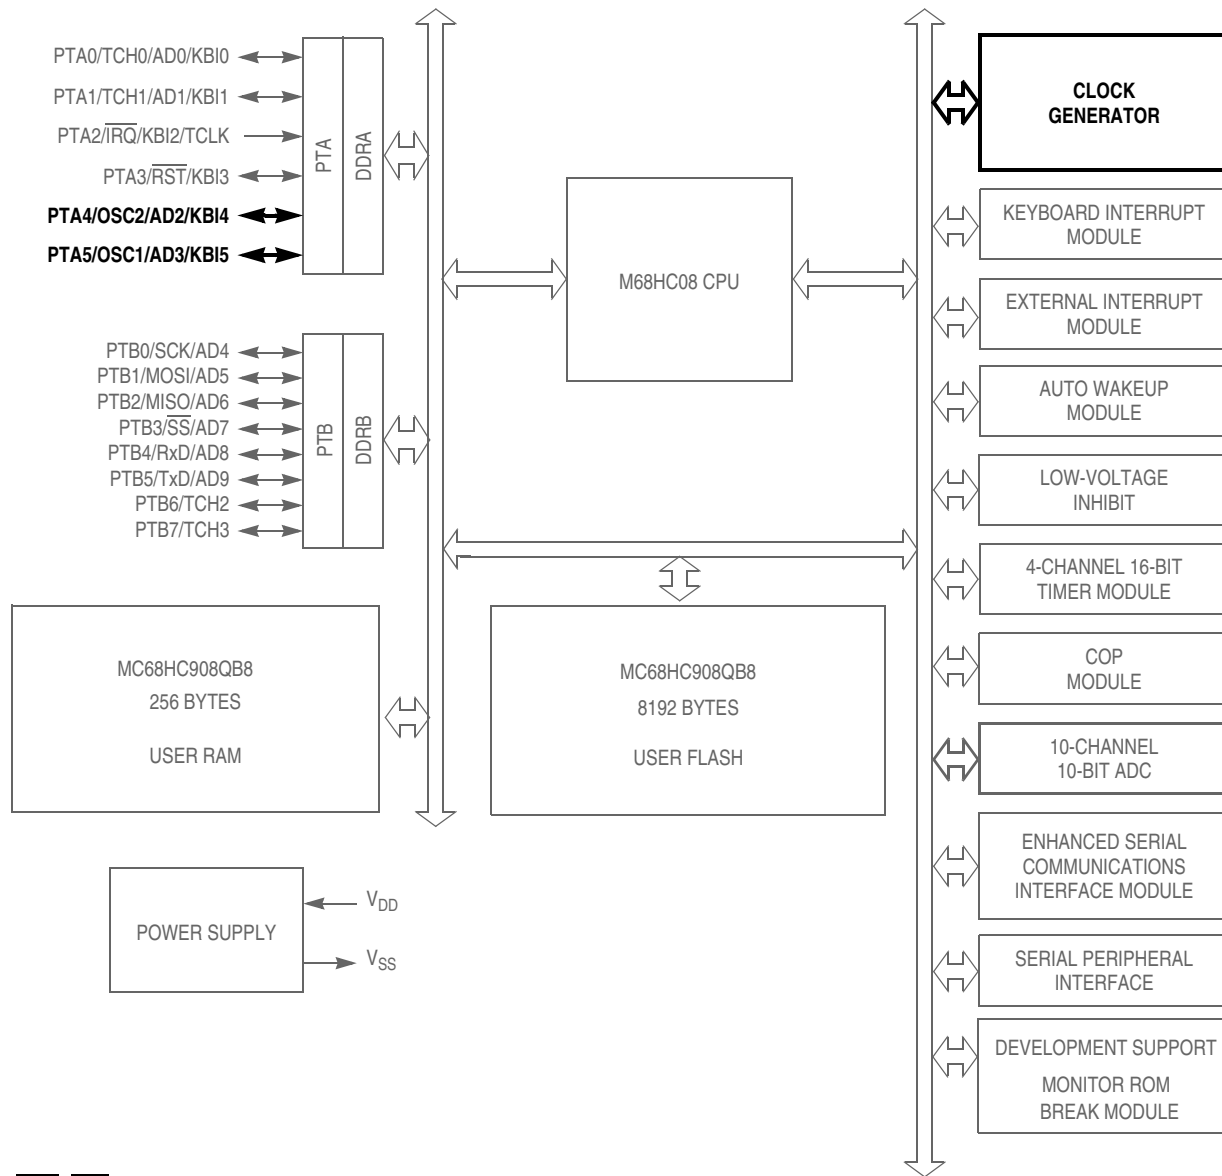 PTA0/TCH0/AD0/KBI0
PTA1/TCH1/AD1/KBI1
PTA2/IRQ/KBI2/TCLK
PTA3/RST/KBI3
PTA4/OSC2/AD2/KBI4
PTA5/OSC1/AD3/KBI5
PTA
DDRA
PTB0/SCK/AD4
PTB1/MOSI/AD5
PTB2/MISO/AD6
PTB3/SS/AD7
PTB4/RxD/AD8
PTB5/TxD/AD9
PTB6/TCH2
PTB7/TCH3
PTB
DDRB
M68HC08 CPU
MC68HC908QB8
256 BYTES
USER RAM
MC68HC908QB8
8192 BYTES
USER FLASH
POWER SUPPLY
VDD
VSS
CLOCK
GENERATOR
KEYBOARD INTERRUPT
MODULE
EXTERNAL INTERRUPT
MODULE
AUTO WAKEUP
MODULE
LOW-VOLTAGE
INHIBIT
4-CHANNEL 16-BIT
TIMER MODULE
COP
MODULE
10-CHANNEL
10-BIT ADC
ENHANCED SERIAL
COMMUNICATIONS
INTERFACE MODULE
SERIAL PERIPHERAL
INTERFACE
DEVELOPMENT SUPPORT
MONITOR ROM
BREAK MODULE